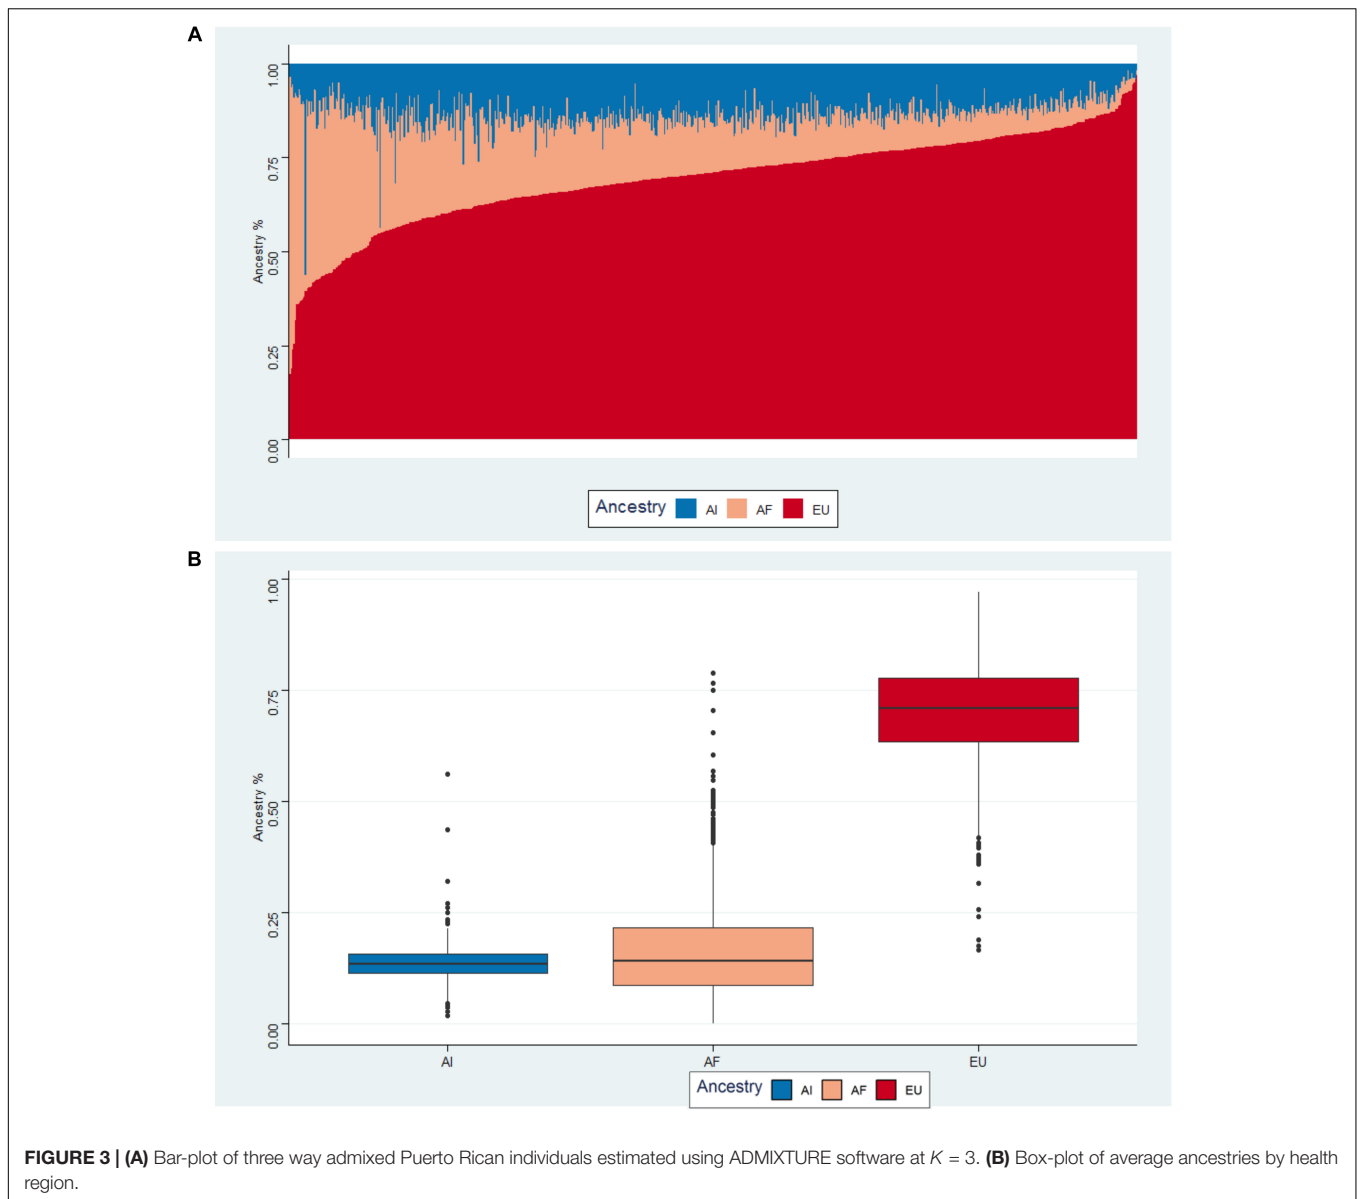 A
1.00
0.75
0.50
0.25
0.00
Ancestry %
Ancestry AI AF EU
B
1.00
0.75
0.50
0.25
0.00
Ancestry %
AI AF EU
Ancestry AI AF EU
FIGURE 3 | (A) Bar-plot of three way admixed Puerto Rican individuals estimated using ADMIXTURE software at K = 3. (B) Box-plot of average ancestries by health
region.